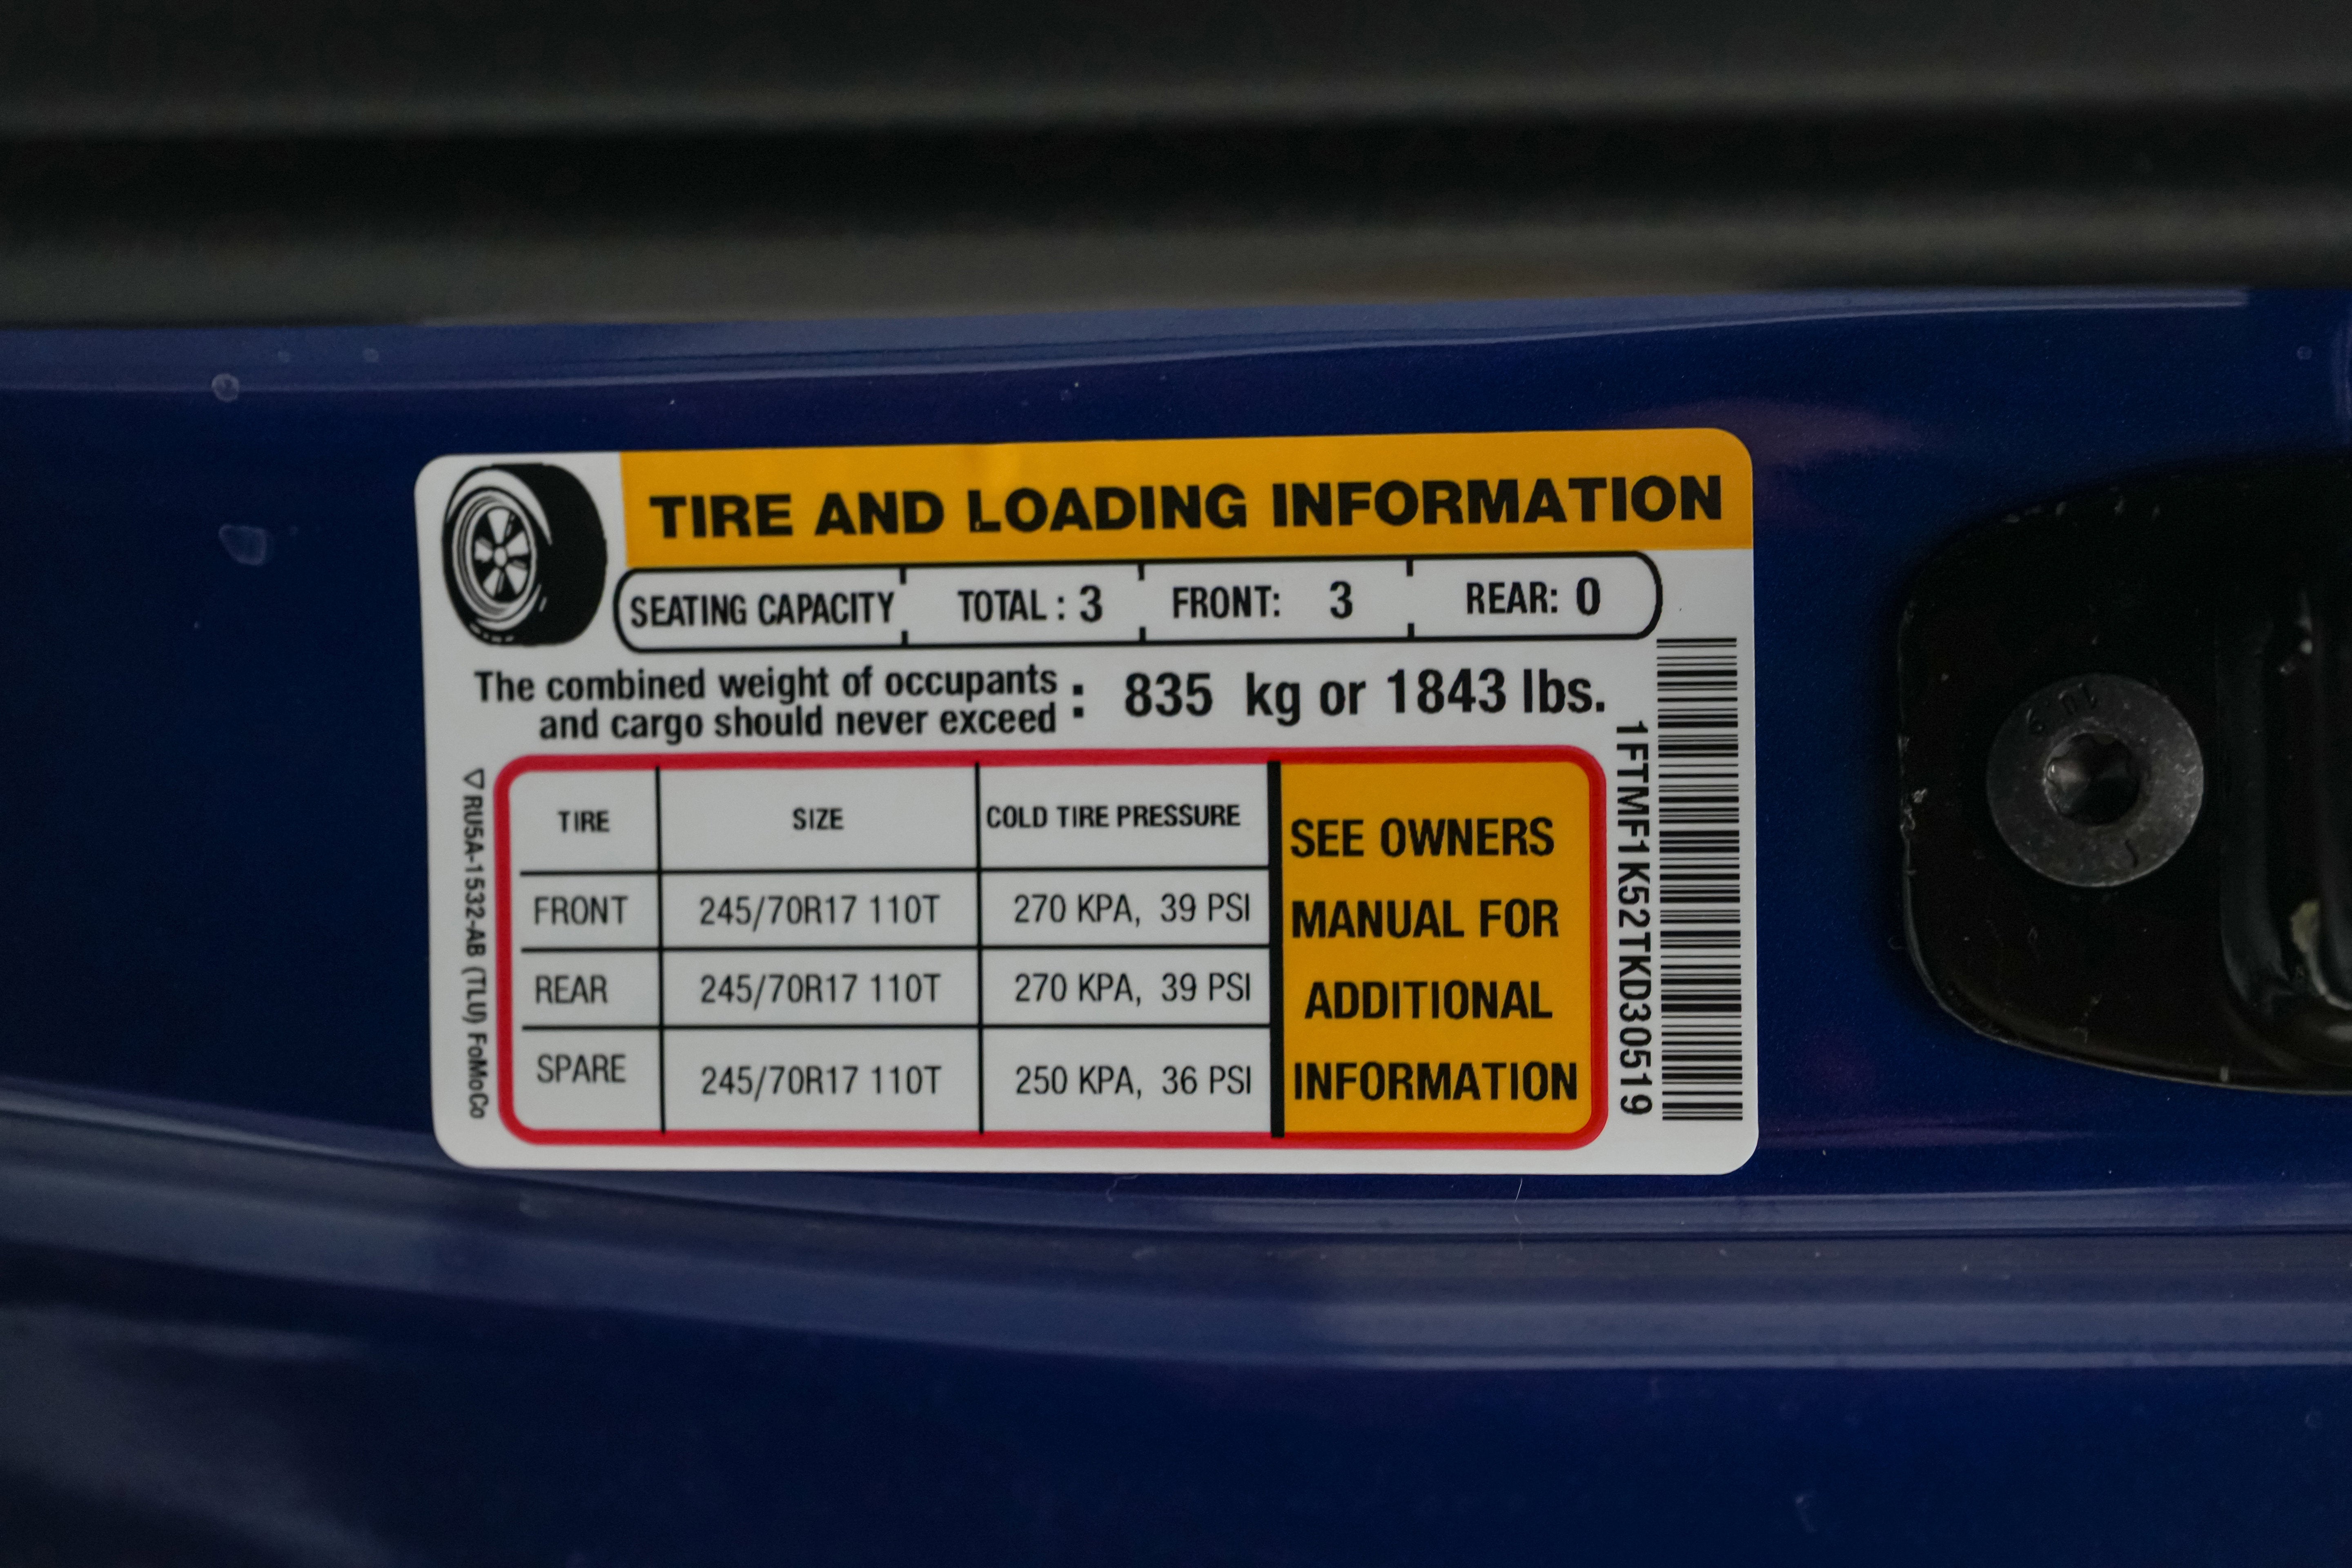 TIRE AND LOADING INFORMATION
SEATING CAPACITY TOTAL : 3 FRONT: 3 REAR: 0
The combined weight of occupants
and cargo should never exceed : 835 kg or 1843 lbs.
TIRE SIZE COLD TIRE PRESSURE
FRONT 245/70R17 110T 270 KPA, 39 PSI
REAR 245/70R17 110T 270 KPA, 39 PSI
SPARE 245/70R17 110T 250 KPA, 36 PSI
SEE OWNERS
MANUAL FOR
ADDITIONAL
INFORMATION
1FTMF1K52TKD30519
RU5A-1532-AB (TLU) FoMoCo
10.9